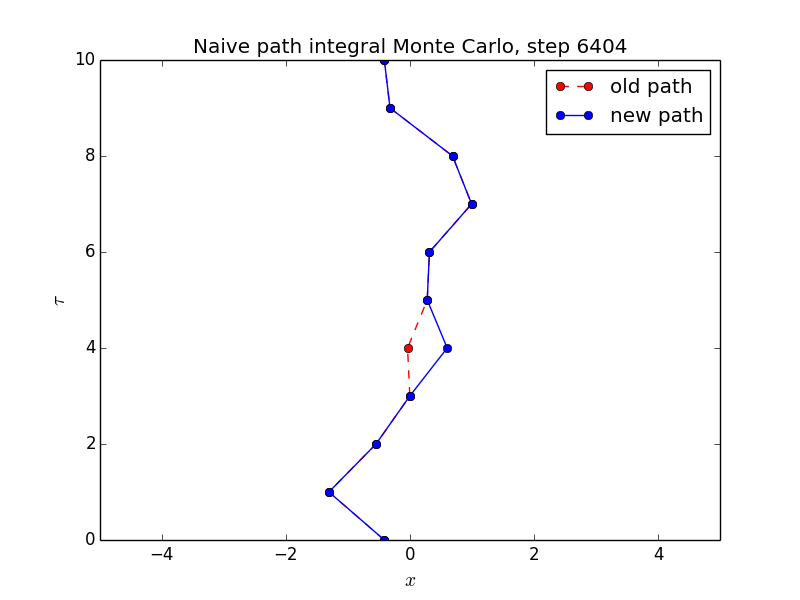 Naive path integral Monte Carlo, step 6404
old path
new path
10
8
6
4
2
0
τ
−4 −2 0 2 4
x